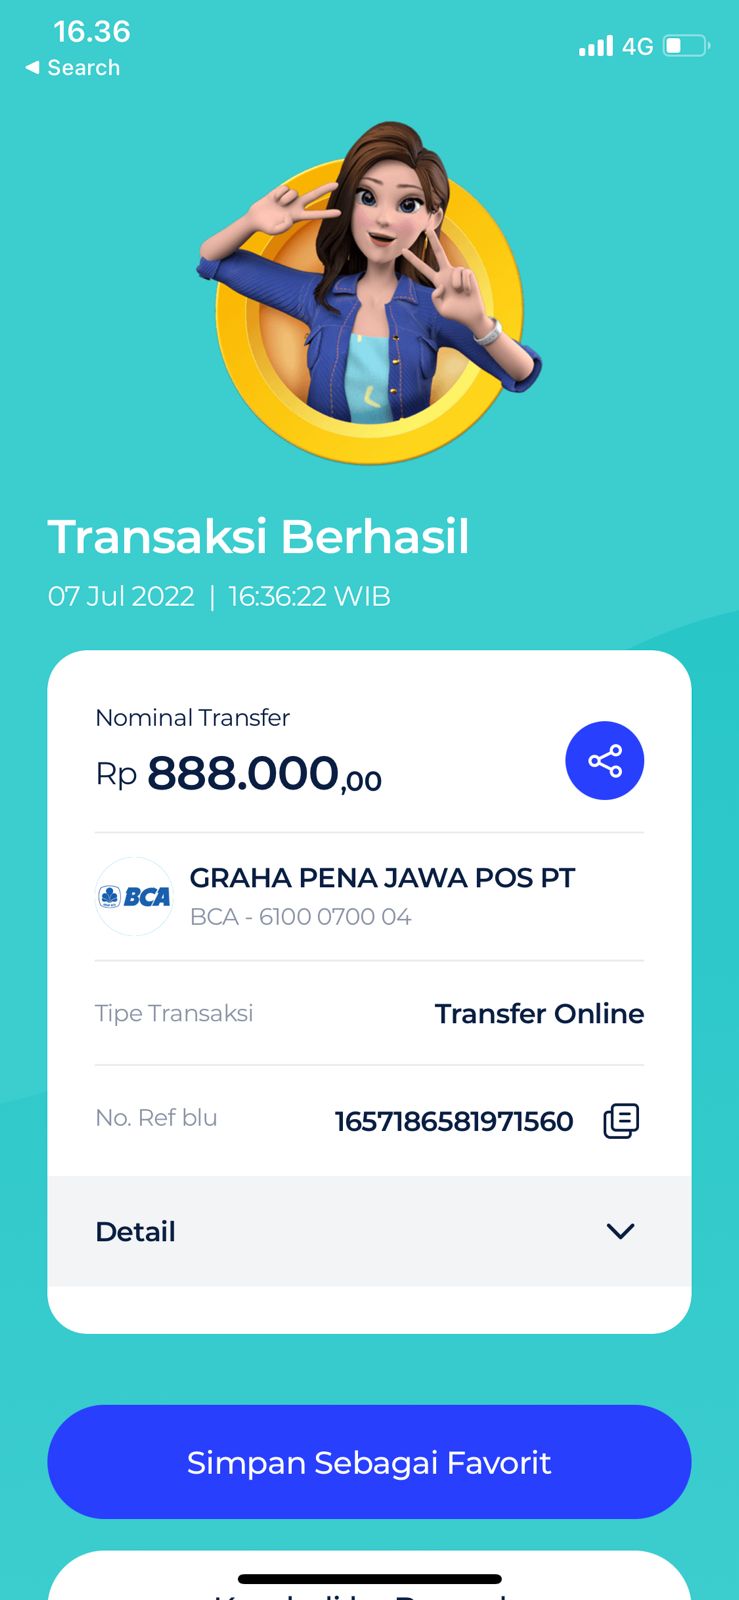 16.36
◀ Search
4G
Transaksi Berhasil
07 Jul 2022 | 16:36:22 WIB
Nominal Transfer
Rp 888.000,00
GRAHA PENA JAWA POS PT
BCA
BCA - 6100 0700 04
Tipe Transaksi
Transfer Online
No. Ref blu
1657186581971560
Detail
Simpan Sebagai Favorit